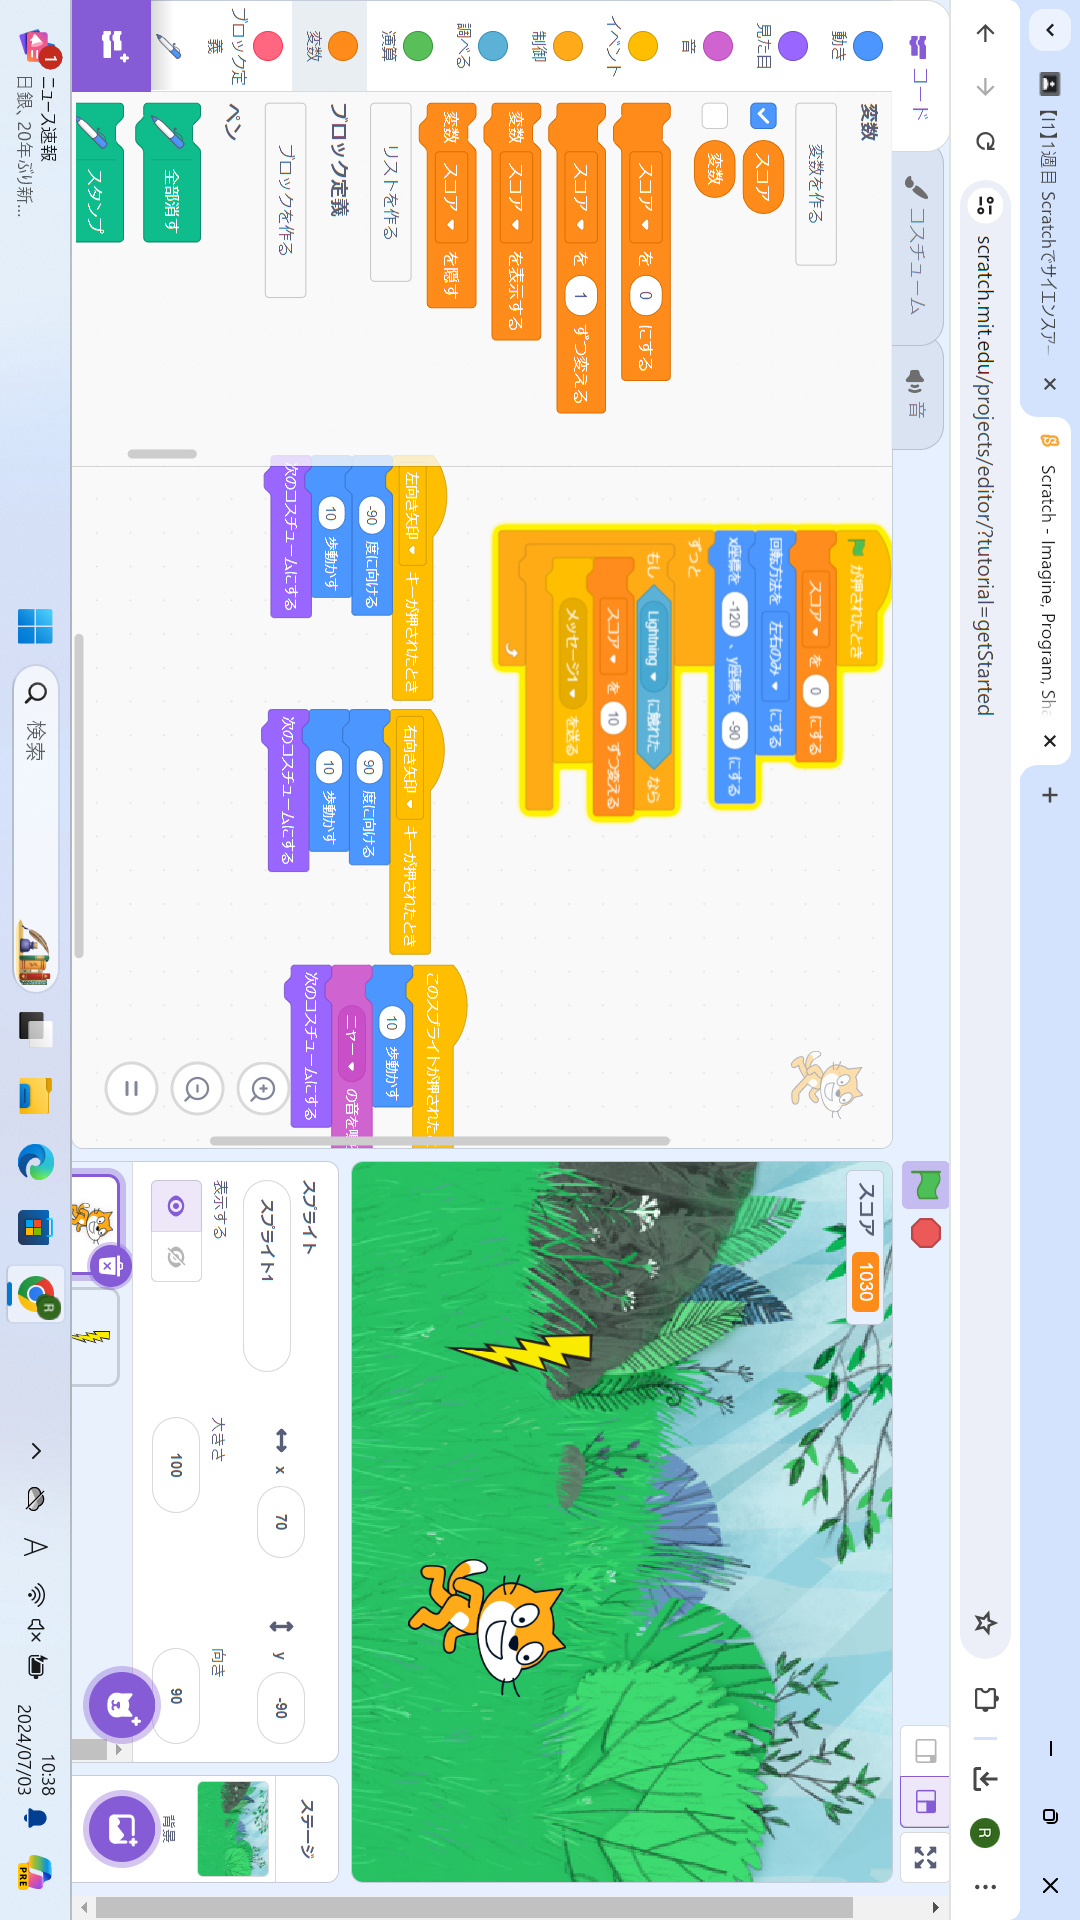 【[1]1週目 Scratchでサイエンスアー
Scratch - Imagine, Program, Sha
scratch.mit.edu/projects/editor/?tutorial=getStarted
R
コード
コスチューム
音
動き
見た目
音
イベント
制御
調べる
演算
変数
ブロック定
義
変数
変数を作る
スコア
変数
スコア を 0 にする
スコア を 1 ずつ変える
変数 スコア を表示する
変数 スコア を隠す
リストを作る
ブロック定義
ブロックを作る
ペン
全部消す
スタンプ
が押されたとき
スコア を 0 にする
回転方法を 左右のみ にする
x座標を -120 、y座標を -90 にする
ずっと
もし Lightning に触れた なら
スコア を 10 ずつ変える
メッセージ1 を送る
左向き矢印 キーが押されたとき
-90 度に向ける
10 歩動かす
次のコスチュームにする
右向き矢印 キーが押されたとき
90 度に向ける
10 歩動かす
次のコスチュームにする
このスプライトが押された
10 歩動かす
ニャー の音を
次のコスチュームにする
スコア 1030
スプライト
スプライト1
x 70
y -90
表示する
大きさ 100
向き 90
ステージ
背景
1
ニュース速報
日銀、20年ぶり新...
検索
R
A
10:38
2024/07/03
PRE